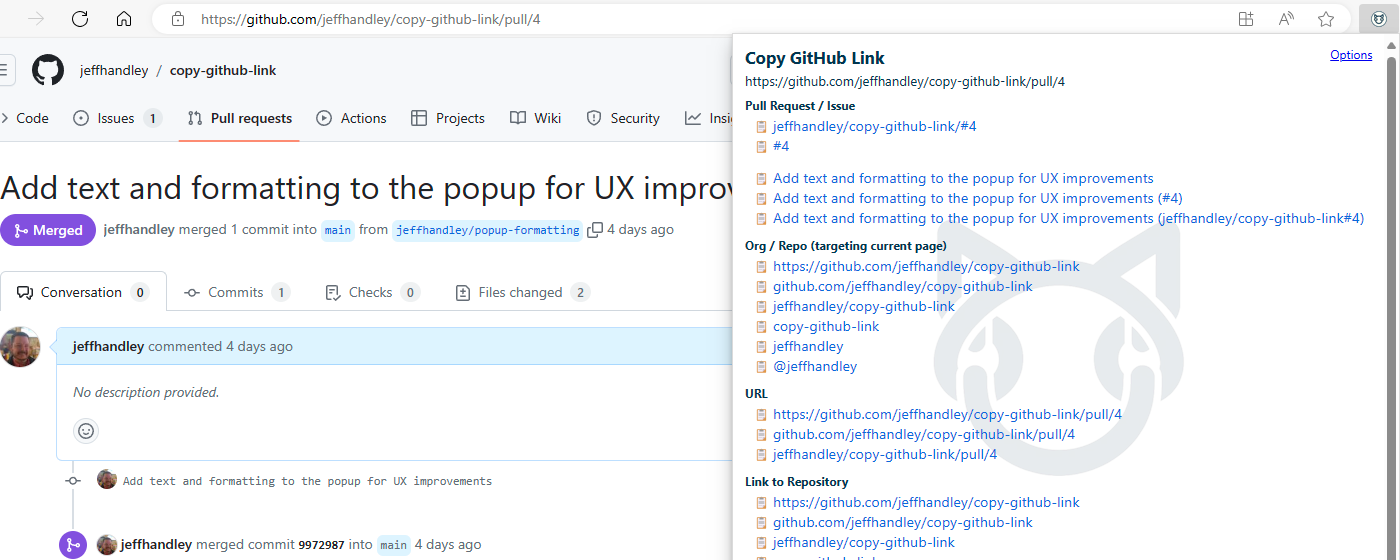 https://github.com/jeffhandley/copy-github-link/pull/4
jeffhandley / copy-github-link
Code Issues 1 Pull requests Actions Projects Wiki Security
Add text and formatting to the popup for UX
Merged jeffhandley merged 1 commit into main from jeffhandley/popup-formatting 4 days ago
Conversation 0 Commits 1 Checks 0 Files changed 2
jeffhandley commented 4 days ago
No description provided.
Add text and formatting to the popup for UX improvements
jeffhandley merged commit 9972987 into main 4 days ago
Copy GitHub Link Options
https://github.com/jeffhandley/copy-github-link/pull/4
Pull Request / Issue
jeffhandley/copy-github-link/#4
#4
Add text and formatting to the popup for UX improvements
Add text and formatting to the popup for UX improvements (#4)
Add text and formatting to the popup for UX improvements (jeffhandley/copy-github-link#4)
Org / Repo (targeting current page)
https://github.com/jeffhandley/copy-github-link
github.com/jeffhandley/copy-github-link
jeffhandley/copy-github-link
copy-github-link
jeffhandley
@jeffhandley
URL
https://github.com/jeffhandley/copy-github-link/pull/4
github.com/jeffhandley/copy-github-link/pull/4
jeffhandley/copy-github-link/pull/4
Link to Repository
https://github.com/jeffhandley/copy-github-link
github.com/jeffhandley/copy-github-link
jeffhandley/copy-github-link